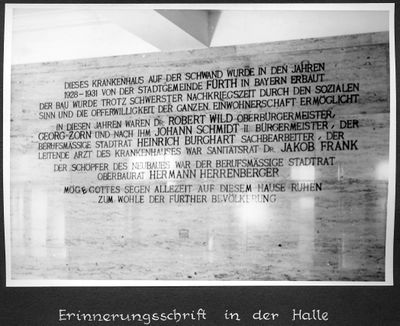 DIESES KRANKENHAUS AUF DER SCHWAND WURDE IN DEN JAHREN
1928-1931 VON DER STADTGEMEINDE FÜRTH IN BAYERN ERBAUT
DER BAU WURDE TROTZ SCHWERSTER NACHKRIEGSZEIT DURCH DEN SOZIALEN
SINN UND DIE OPFERWILLIGKEIT DER GANZEN EINWOHNERSCHAFT ERMÖGLICHT
IN DIESEN JAHREN WAREN DR. ROBERT WILD OBERBÜRGERMEISTER,
GEORG ZORN UND NACH IHM JOHANN SCHMIDT II. BÜRGERMEISTER, DER
BERUFSMÄSSIGE STADTRAT HEINRICH BURGHART SACHBEARBEITER, DER
LEITENDE ARZT DES KRANKENHAUSES WAR SANITÄTSRAT DR. JAKOB FRANK
DER SCHÖPFER DES NEUBAUES WAR DER BERUFSMÄSSIGE STADTRAT
OBERBAURAT HERMANN HERRENBERGER
MÖGE GOTTES SEGEN ALLEZEIT AUF DIESEM HAUSE RUHEN
ZUM WOHLE DER FÜRTHER BEVÖLKERUNG
Erinnerungsschrift in der Halle